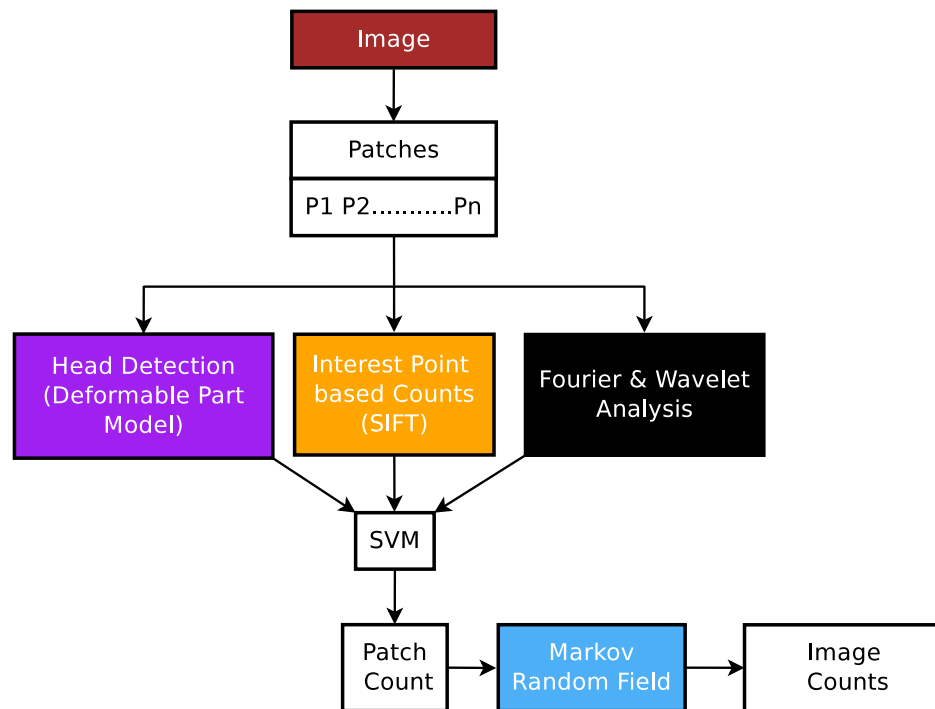 Image
Patches
P1 P2...........Pn
Head Detection
(Deformable Part
Model)
Interest Point
based Counts
(SIFT)
Fourier & Wavelet
Analysis
SVM
Patch
Count
Markov
Random Field
Image
Counts